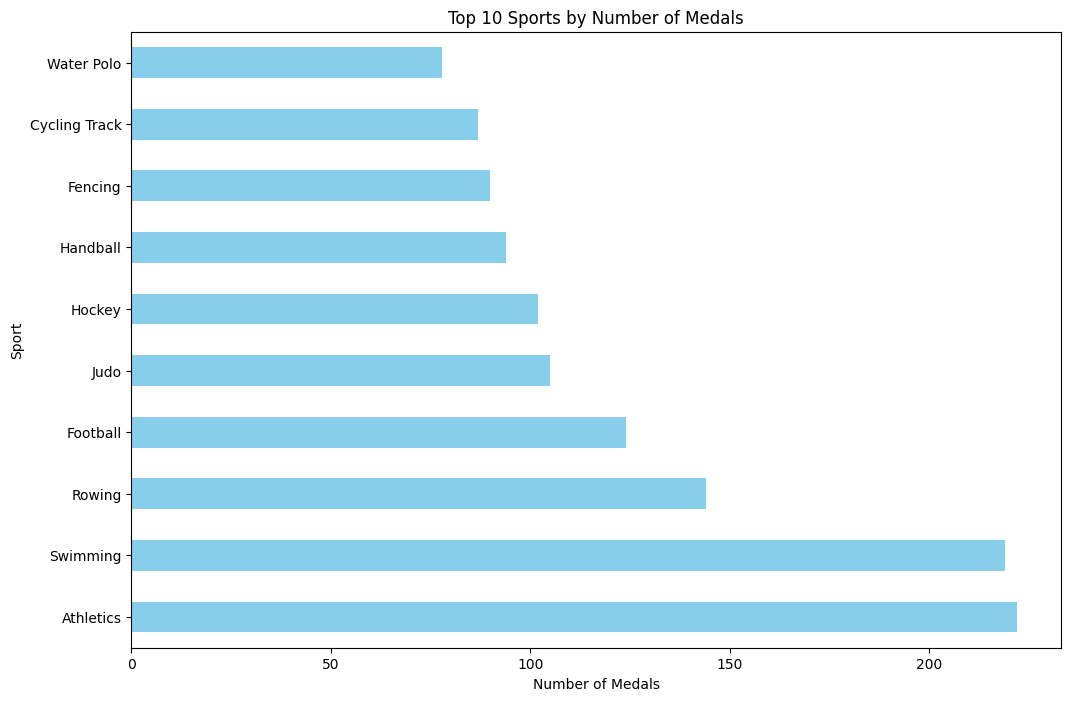 Top 10 Sports by Number of Medals
Water Polo
Cycling Track
Fencing
Handball
Hockey
Judo
Football
Rowing
Swimming
Athletics
Sport
0 50 100 150 200
Number of Medals